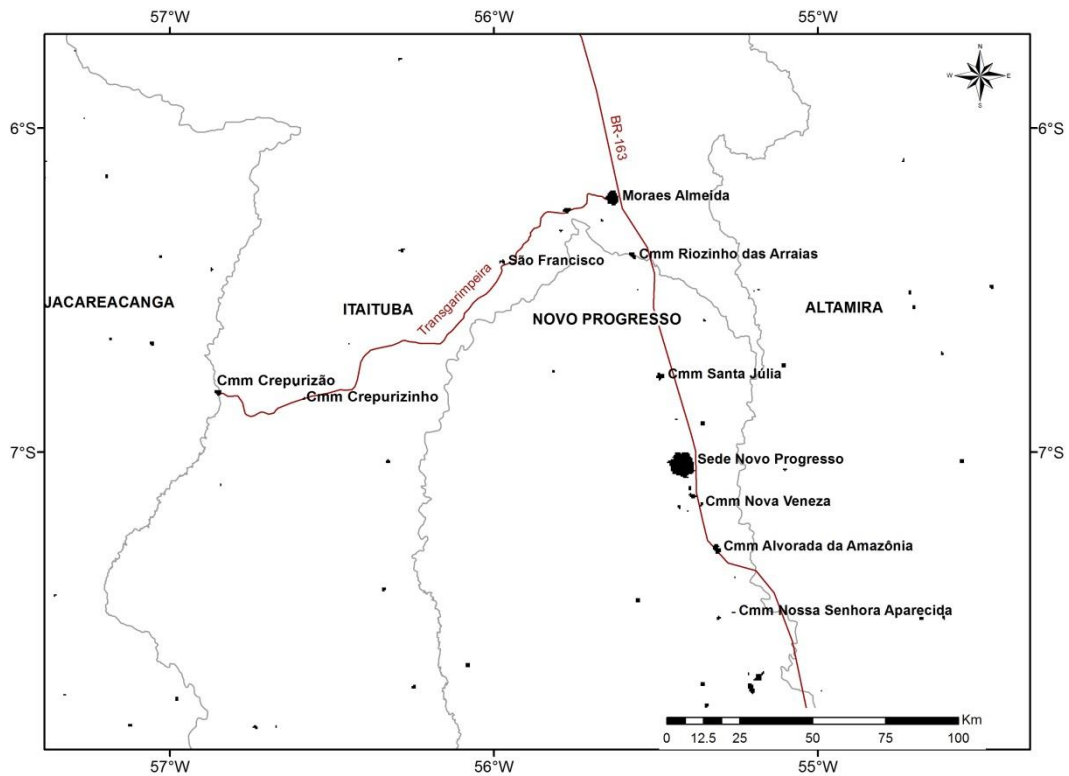 57°W 56°W 55°W
N
W E
S
6°S 6°S
BR-163
Moraes Almeida
Cmm Riozinho das Arraias
São Francisco
JACAREACANGA ITAITUBA Transgarimpeira NOVO PROGRESSO ALTAMIRA
Cmm Santa Júlia
Cmm Crepurizão
Cmm Crepurizinho
7°S 7°S
Sede Novo Progresso
Cmm Nova Veneza
Cmm Alvorada da Amazônia
Cmm Nossa Senhora Aparecida
Km
0 12.5 25 50 75 100
57°W 56°W 55°W